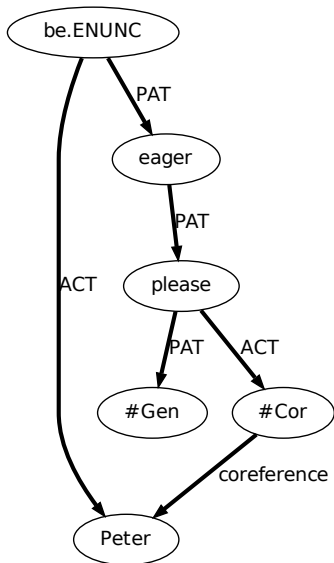 be.ENUNC
PAT
eager
PAT
ACT
please
PAT
ACT
#Gen
#Cor
coreference
Peter